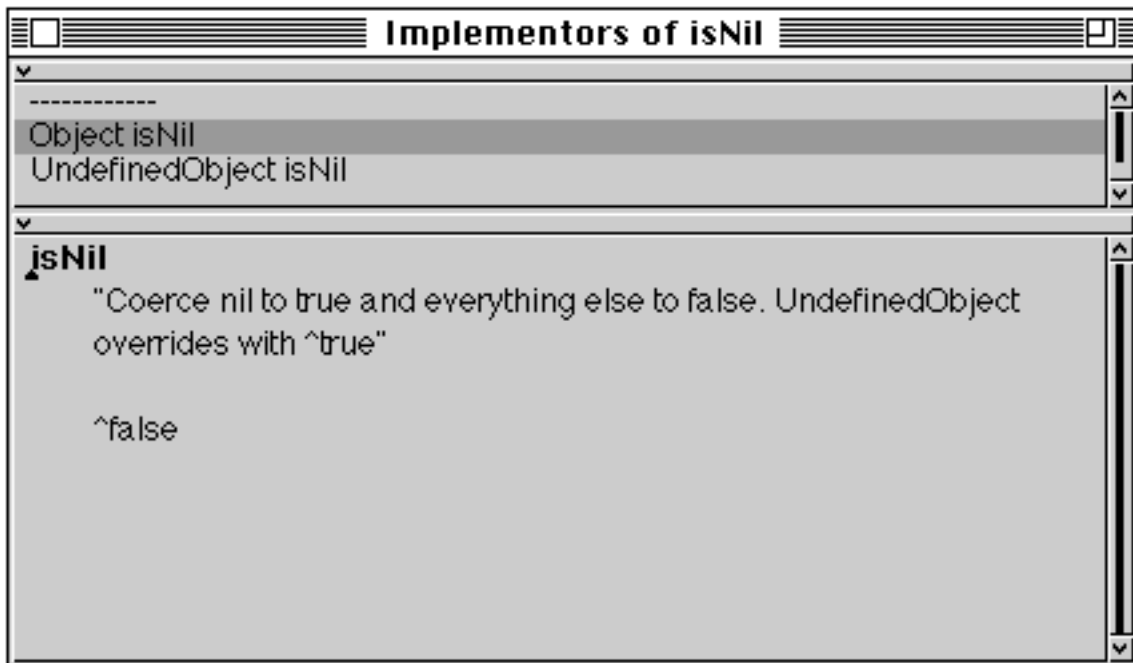 Implementors of isNil
------------
Object isNil
UndefinedObject isNil
isNil
"Coerce nil to true and everything else to false. UndefinedObject
overrides with ^true"
^false